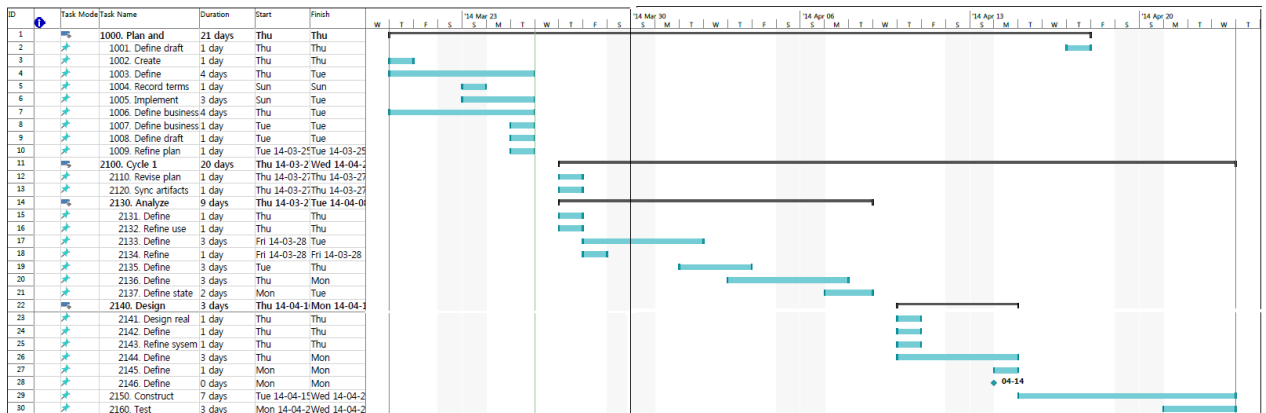 ID Task Mode Task Name Duration Start Finish '14 Mar 23 '14 Mar 30 '14 Apr 06 '14 Apr 13 '14 Apr 20
W T F S S M T W T F S S M T W T F S S M T W T F S S M T W T F S S M T W T
1 1000. Plan and 21 days Thu Thu
2 1001. Define draft 1 day Thu Thu
3 1002. Create 1 day Thu Thu
4 1003. Define 4 days Thu Tue
5 1004. Record terms 1 day Sun Sun
6 1005. Implement 3 days Sun Tue
7 1006. Define business 4 days Thu Tue
8 1007. Define business 1 day Tue Tue
9 1008. Define draft 1 day Tue Tue
10 1009. Refine plan 1 day Tue 14-03-25 Tue 14-03-25
11 2100. Cycle 1 20 days Thu 14-03-2 Wed 14-04-2
12 2110. Revise plan 1 day Thu 14-03-27 Thu 14-03-27
13 2120. Sync artifacts 1 day Thu 14-03-27 Thu 14-03-27
14 2130. Analyze 9 days Thu 14-03-2 Tue 14-04-08
15 2131. Define 1 day Thu Thu
16 2132. Refine use 1 day Thu Thu
17 2133. Define 3 days Fri 14-03-28 Tue
18 2134. Refine 1 day Fri 14-03-28 Fri 14-03-28
19 2135. Define 3 days Tue Thu
20 2136. Define 3 days Thu Mon
21 2137. Define state 2 days Mon Tue
22 2140. Design 3 days Thu 14-04-1 Mon 14-04-1
23 2141. Design real 1 day Thu Thu
24 2142. Define 1 day Thu Thu
25 2143. Refine sysem 1 day Thu Thu
26 2144. Define 3 days Thu Mon
27 2145. Define 1 day Mon Mon
28 2146. Define 0 days Mon Mon 04-14
29 2150. Construct 7 days Tue 14-04-15 Wed 14-04-2
30 2160. Test 3 days Mon 14-04-2 Wed 14-04-2